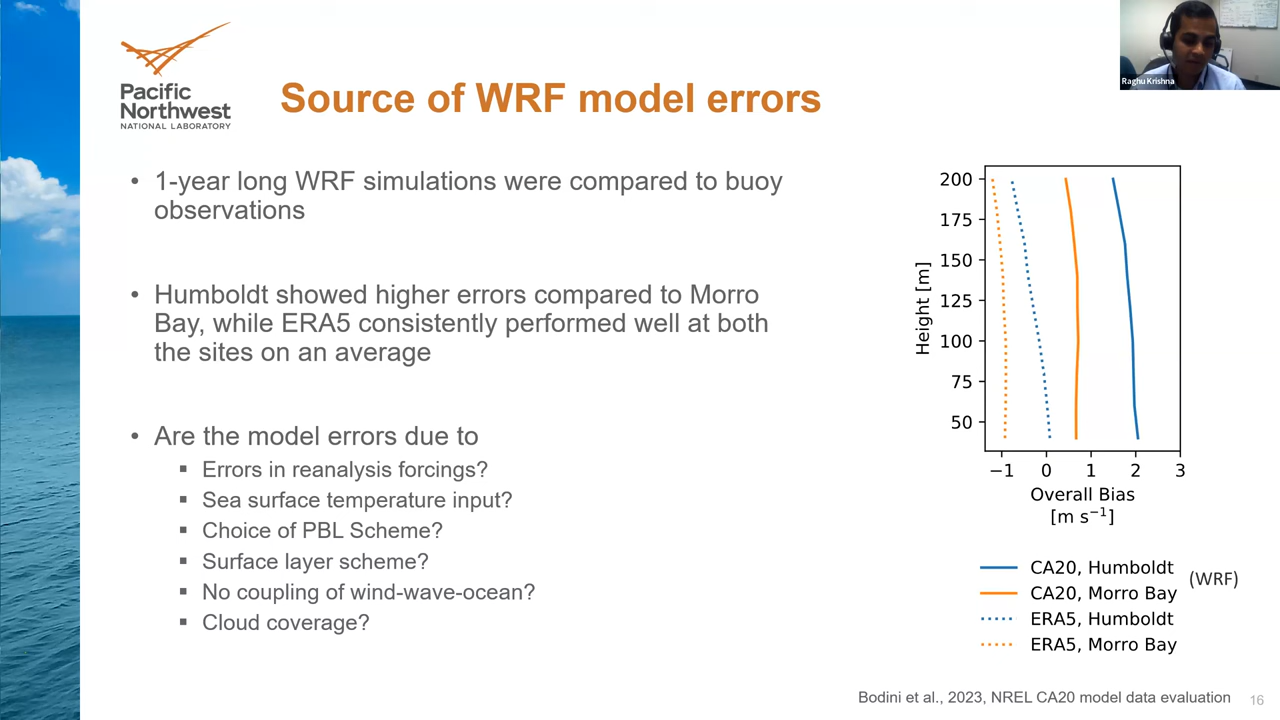 Pacific
Northwest
NATIONAL LABORATORY
Source of WRF model errors
Raghu Krishna
• 1-year long WRF simulations were compared to buoy
observations
• Humboldt showed higher errors compared to Morro
Bay, while ERA5 consistently performed well at both
the sites on an average
• Are the model errors due to
▪ Errors in reanalysis forcings?
▪ Sea surface temperature input?
▪ Choice of PBL Scheme?
▪ Surface layer scheme?
▪ No coupling of wind-wave-ocean?
▪ Cloud coverage?
Height [m]
200
175
150
125
100
75
50
−1 0 1 2 3
Overall Bias
[m s⁻¹]
CA20, Humboldt
(WRF)
CA20, Morro Bay
ERA5, Humboldt
ERA5, Morro Bay
Bodini et al., 2023, NREL CA20 model data evaluation
16